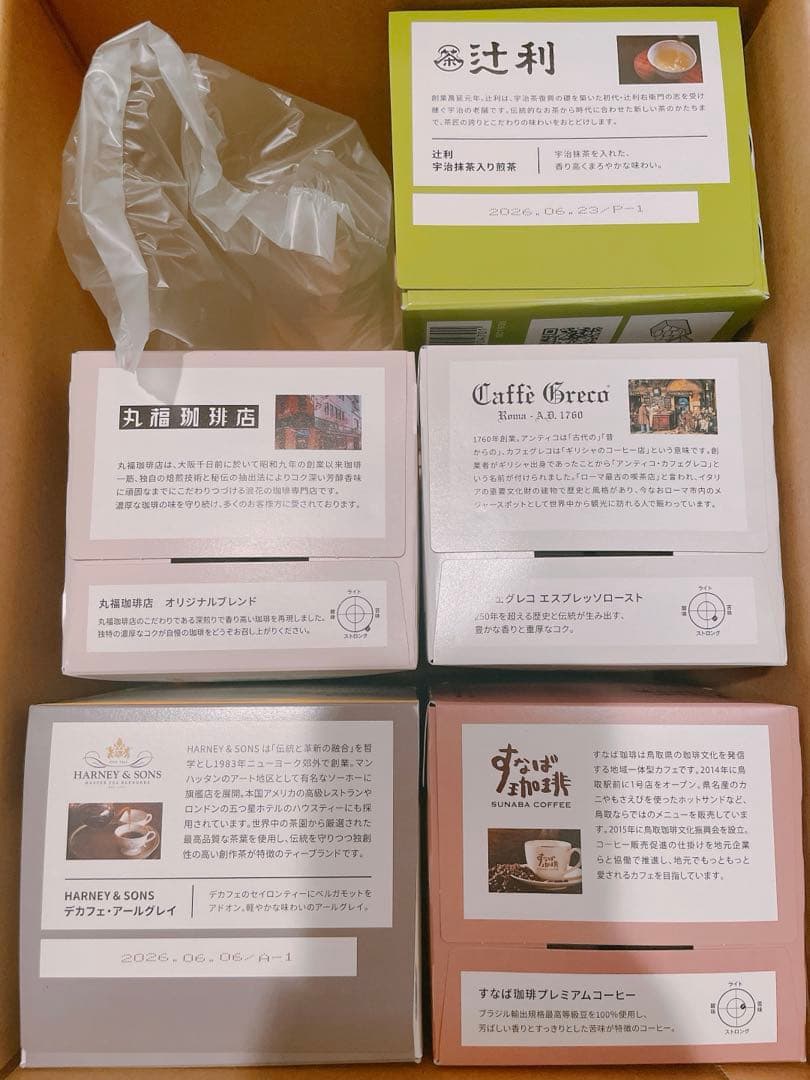 茶 辻利
創業萬延元年。辻利は、宇治茶復興の礎を築いた初代・辻利右衛門の志を受け
継ぐ宇治の老舗です。伝統的なお茶から時代に合わせた新しい茶のかたちま
で、茶匠の誇りとこだわりの味わいをおとどけします。
辻利
宇治抹茶入り煎茶
宇治抹茶を入れた、
香り高くまろやかな味わい。
2026.06.23/P-1
丸福珈琲店
丸福珈琲店は、大阪千日前に於いて昭和九年の創業以来珈琲
一筋、独自の焙煎技術と秘伝の抽出法によりコク深い芳醇香味
に頑固なまでにこだわりつづける浪花の珈琲専門店です。
濃厚な珈琲の味を守り続け、多くのお客様方に愛されております。
丸福珈琲店 オリジナルブレンド
丸福珈琲店のこだわりである深煎りで香り高い珈琲を再現しました。
独特の濃厚なコクが自慢の珈琲をどうぞお召し上がりください。
ライト
酸味
苦味
ストロング
Caffè Greco
Roma - A.D. 1760
1760年創業。アンティコは「古代の」「昔
からの」、カフェグレコは「ギリシャのコーヒー店」という意味です。創
業者がギリシャ出身であったことから「アンティコ・カフェグレコ」と
いう名前が付けられました。「ローマ最古の喫茶店」と言われ、イタリ
アの重要文化財の建物で歴史と風格があり、今なおローマ市内のメ
ジャースポットとして世界中から観光に訪れる人で賑わっています。
ェグレコ エスプレッソロースト
250年を超える歴史と伝統が生み出す、
豊かな香りと重厚なコク。
ライト
酸味
苦味
ストロング
HARNEY & SONS
MASTER TEA BLENDERS
HARNEY & SONS は「伝統と革新の融合」を哲
学とし1983年ニューヨーク郊外で創業。マン
ハッタンのアート地区として有名なソーホーに
旗艦店を展開。本国アメリカの高級レストランや
ロンドンの五つ星ホテルのハウスティーにも採
用されています。世界中の茶園から厳選された
最高品質な茶葉を使用し、伝統を守りつつ独創
性の高い創作茶が特徴のティーブランドです。
HARNEY & SONS
デカフェ・アールグレイ
デカフェのセイロンティーにベルガモットを
アドオン。軽やかな味わいのアールグレイ。
2026.06.06/A-1
すなば珈琲
SUNABA COFFEE
すなば珈琲
すなば珈琲は鳥取県の珈琲文化を発信
する地域一体型カフェです。2014年に鳥
取駅前に1号店をオープン。県名産のカ
ニやもさえびを使ったホットサンドなど、
鳥取ならではのメニューを販売していま
す。2015年に鳥取珈琲文化振興会を設立。
コーヒー販売促進の仕掛けを地元企業
らと協働で推進し、地元でもっともっと
愛されるカフェを目指しています。
すなば珈琲プレミアムコーヒー
ブラジル輸出規格最高等級豆を100%使用し、
芳ばしい香りとすっきりとした苦味が特徴のコーヒー。
ライト
酸味
苦味
ストロング